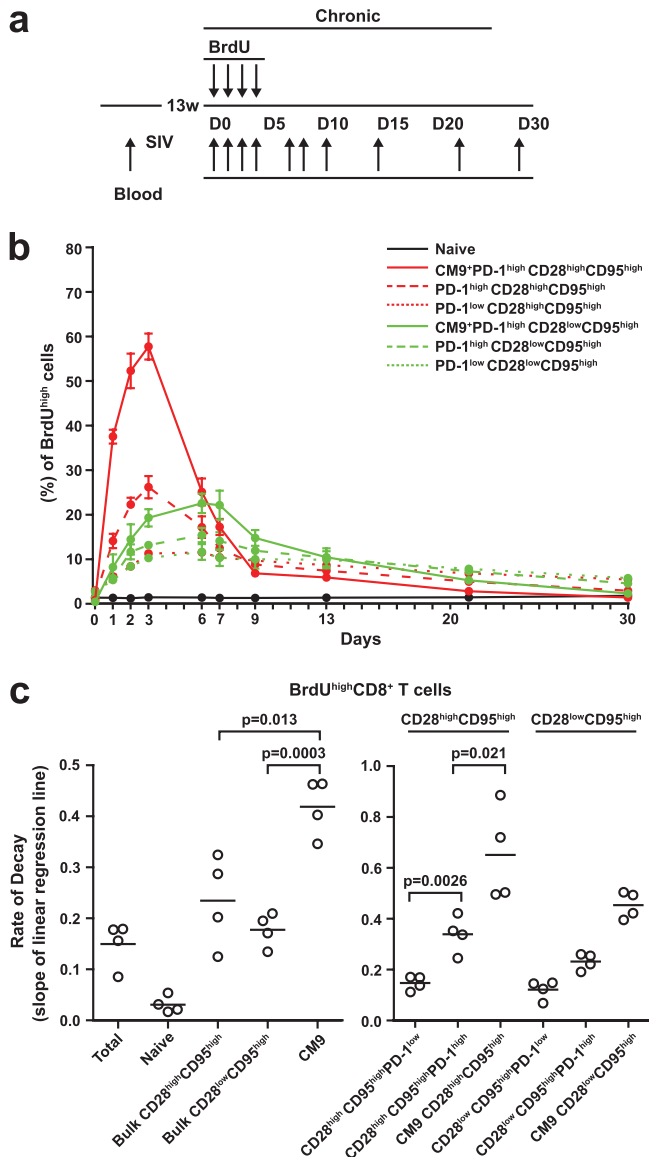 a
Chronic
BrdU
13w
D0 D5 D10 D15 D20 D30
SIV
Blood
b
80
70
60
50
40
30
20
10
0
(%) of BrdUhigh cells
Naive
CM9+PD-1high CD28highCD95high
PD-1high CD28highCD95high
PD-1low CD28highCD95high
CM9+PD-1high CD28lowCD95high
PD-1high CD28lowCD95high
PD-1low CD28lowCD95high
0 1 2 3 6 7 9 13 20 30
Days
c
BrdUhighCD8+ T cells
p=0.013
p=0.0003
0.5
0.4
0.3
0.2
0.1
0.0
Rate of Decay
(slope of linear regression line)
Total
Naive
Bulk CD28highCD95high
Bulk CD28lowCD95high
CM9
CD28highCD95high
CD28lowCD95high
p=0.021
p=0.0026
1.0
0.8
0.6
0.4
0.2
0.0
CD28high CD95highPD-1low
CD28high CD95highPD-1high
CM9 CD28highCD95high
CD28low CD95highPD-1low
CD28low CD95highPD-1high
CM9 CD28lowCD95high